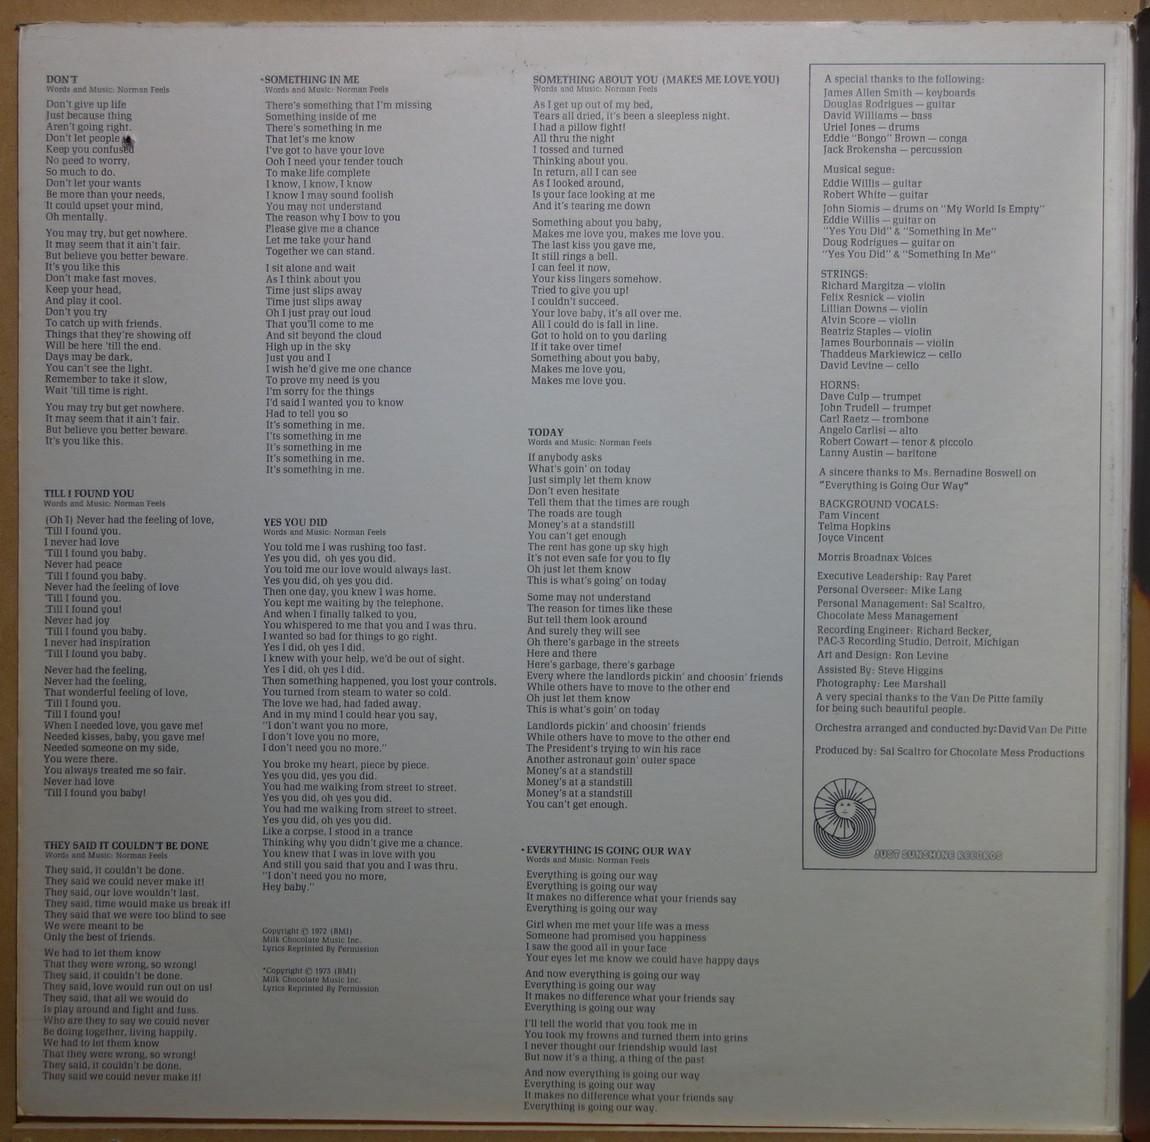 DON'T
Words and Music: Norman Feels
Don't give up life
Just because thing
Aren't going right.
Don't let people
Keep you confused
No need to worry,
So much to do.
Don't let your wants
Be more than your needs,
It could upset your mind,
Oh mentally.
You may try, but get nowhere.
It may seem that it ain't fair.
But believe you better beware.
It's you like this
Don't make fast moves.
Keep your head,
And play it cool.
Don't you try
To catch up with friends.
Things that they're showing off
Will be here 'till the end.
Days may be dark,
You can't see the light.
Remember to take it slow,
Wait 'till time is right.
You may try but get nowhere.
It may seem that it ain't fair.
But believe you better beware.
It's you like this.
TILL I FOUND YOU
Words and Music: Norman Feels
(Oh I) Never had the feeling of love,
'Till I found you.
I never had love
'Till I found you baby.
Never had peace
'Till I found you baby.
Never had the feeling of love
'Till I found you.
'Till I found you!
Never had joy
'Till I found you baby.
I never had inspiration
'Till I found you baby.
Never had the feeling,
Never had the feeling,
That wonderful feeling of love,
'Till I found you.
'Till I found you!
When I needed love, you gave me!
Needed kisses, baby, you gave me!
Needed someone on my side,
You were there.
You always treated me so fair.
Never had love
'Till I found you baby!
THEY SAID IT COULDN'T BE DONE
Words and Music: Norman Feels
They said, it couldn't be done.
They said we could never make it!
They said, our love wouldn't last.
They said, time would make us break it!
They said that we were too blind to see
We were meant to be
Only the best of friends.
We had to let them know
That they were wrong, so wrong!
They said, it couldn't be done.
They said, love would run out on us!
They said, that all we would do
Is play around and fight and fuss.
Who are they to say we could never
Be doing together, living happily.
We had to let them know
That they were wrong, so wrong!
They said, it couldn't be done.
They said we could never make it!
*SOMETHING IN ME
Words and Music: Norman Feels
There's something that I'm missing
Something inside of me
There's something in me
That let's me know
I've got to have your love
Ooh I need your tender touch
To make life complete
I know, I know, I know
I know I may sound foolish
You may not understand
The reason why I bow to you
Please give me a chance
Let me take your hand
Together we can stand.
I sit alone and wait
As I think about you
Time just slips away
Time just slips away
Oh I just pray out loud
That you'll come to me
And sit beyond the cloud
High up in the sky
Just you and I
I wish he'd give me one chance
To prove my need is you
I'm sorry for the things
I'd said I wanted you to know
Had to tell you so
It's something in me.
I'ts something in me
It's something in me
It's something in me.
It's something in me.
YES YOU DID
Words and Music: Norman Feels
You told me I was rushing too fast.
Yes you did, oh yes you did.
You told me our love would always last.
Yes you did, oh yes you did.
Then one day, you knew I was home.
You kept me waiting by the telephone.
And when I finally talked to you,
You whispered to me that you and I was thru.
I wanted so bad for things to go right.
Yes I did, oh yes I did.
I knew with your help, we'd be out of sight.
Yes I did, oh yes I did.
Then something happened, you lost your controls.
You turned from steam to water so cold.
The love we had, had faded away.
And in my mind I could hear you say,
"I don't want you no more,
I don't love you no more,
I don't need you no more."
You broke my heart, piece by piece.
Yes you did, yes you did.
You had me walking from street to street.
Yes you did, oh yes you did.
You had me walking from street to street.
Yes you did, oh yes you did.
Like a corpse, I stood in a trance
Thinking why you didn't give me a chance.
You knew that I was in love with you
And still you said that you and I was thru.
"I don't need you no more,
Hey baby."
Copyright © 1972 (BMI)
Milk Chocolate Music Inc.
Lyrics Reprinted By Permission
*Copyright © 1973 (BMI)
Milk Chocolate Music Inc.
Lyrics Reprinted By Permission
SOMETHING ABOUT YOU (MAKES ME LOVE YOU)
Words and Music: Norman Feels
As I get up out of my bed,
Tears all dried, it's been a sleepless night.
I had a pillow fight!
All thru the night
I tossed and turned
Thinking about you.
In return, all I can see
As I looked around,
Is your face looking at me
And it's tearing me down
Something about you baby,
Makes me love you, makes me love you.
The last kiss you gave me,
It still rings a bell.
I can feel it now,
Your kiss lingers somehow.
Tried to give you up!
I couldn't succeed.
Your love baby, it's all over me.
All I could do is fall in line.
Got to hold on to you darling
If it take over time!
Something about you baby,
Makes me love you,
Makes me love you.
TODAY
Words and Music: Norman Feels
If anybody asks
What's goin' on today
Just simply let them know
Don't even hesitate
Tell them that the times are rough
The roads are tough
Money's at a standstill
You can't get enough
The rent has gone up sky high
It's not even safe for you to fly
Oh just let them know
This is what's going' on today
Some may not understand
The reason for times like these
But tell them look around
And surely they will see
Oh there's garbage in the streets
Here and there
Here's garbage, there's garbage
Every where the landlords pickin' and choosin' friends
While others have to move to the other end
Oh just let them know
This is what's goin' on today
Landlords pickin' and choosin' friends
While others have to move to the other end
The President's trying to win his race
Another astronaut goin' outer space
Money's at a standstill
Money's at a standstill
Money's at a standstill
You can't get enough.
*EVERYTHING IS GOING OUR WAY
Words and Music: Norman Feels
Everything is going our way
Everything is going our way
It makes no difference what your friends say
Everything is going our way
Girl when me met your life was a mess
Someone had promised you happiness
I saw the good all in your face
Your eyes let me know we could have happy days
And now everything is going our way
Everything is going our way
It makes no difference what your friends say
Everything is going our way
I'll tell the world that you took me in
You took my frowns and turned them into grins
I never thought our friendship would last
But now it's a thing, a thing of the past
And now everything is going our way
Everything is going our way
It makes no difference what your friends say
Everything is going our way.
A special thanks to the following:
James Allen Smith — keyboards
Douglas Rodrigues — guitar
David Williams — bass
Uriel Jones — drums
Eddie "Bongo" Brown — conga
Jack Brokensha — percussion
Musical segue:
Eddie Willis — guitar
Robert White — guitar
John Siomis — drums on "My World Is Empty"
Eddie Willis — guitar on
"Yes You Did" & "Something In Me"
Doug Rodrigues — guitar on
"Yes You Did" & "Something In Me"
STRINGS:
Richard Margitza — violin
Felix Resnick — violin
Lillian Downs — violin
Alvin Score — violin
Beatriz Staples — violin
James Bourbonnais — violin
Thaddeus Markiewicz — cello
David Levine — cello
HORNS:
Dave Culp — trumpet
John Trudell — trumpet
Carl Raetz — trombone
Angelo Carlisi — alto
Robert Cowart — tenor & piccolo
Lanny Austin — baritone
A sincere thanks to Ms. Bernadine Boswell on
"Everything is Going Our Way"
BACKGROUND VOCALS:
Pam Vincent
Telma Hopkins
Joyce Vincent
Morris Broadnax Voices
Executive Leadership: Ray Paret
Personal Overseer: Mike Lang
Personal Management: Sal Scaltro,
Chocolate Mess Management
Recording Engineer: Richard Becker,
PAC-3 Recording Studio, Detroit, Michigan
Art and Design: Ron Levine
Assisted By: Steve Higgins
Photography: Lee Marshall
A very special thanks to the Van De Pitte family
for being such beautiful people.
Orchestra arranged and conducted by: David Van De Pitte
Produced by: Sal Scaltro for Chocolate Mess Productions
JUST SUNSHINE RECORDS